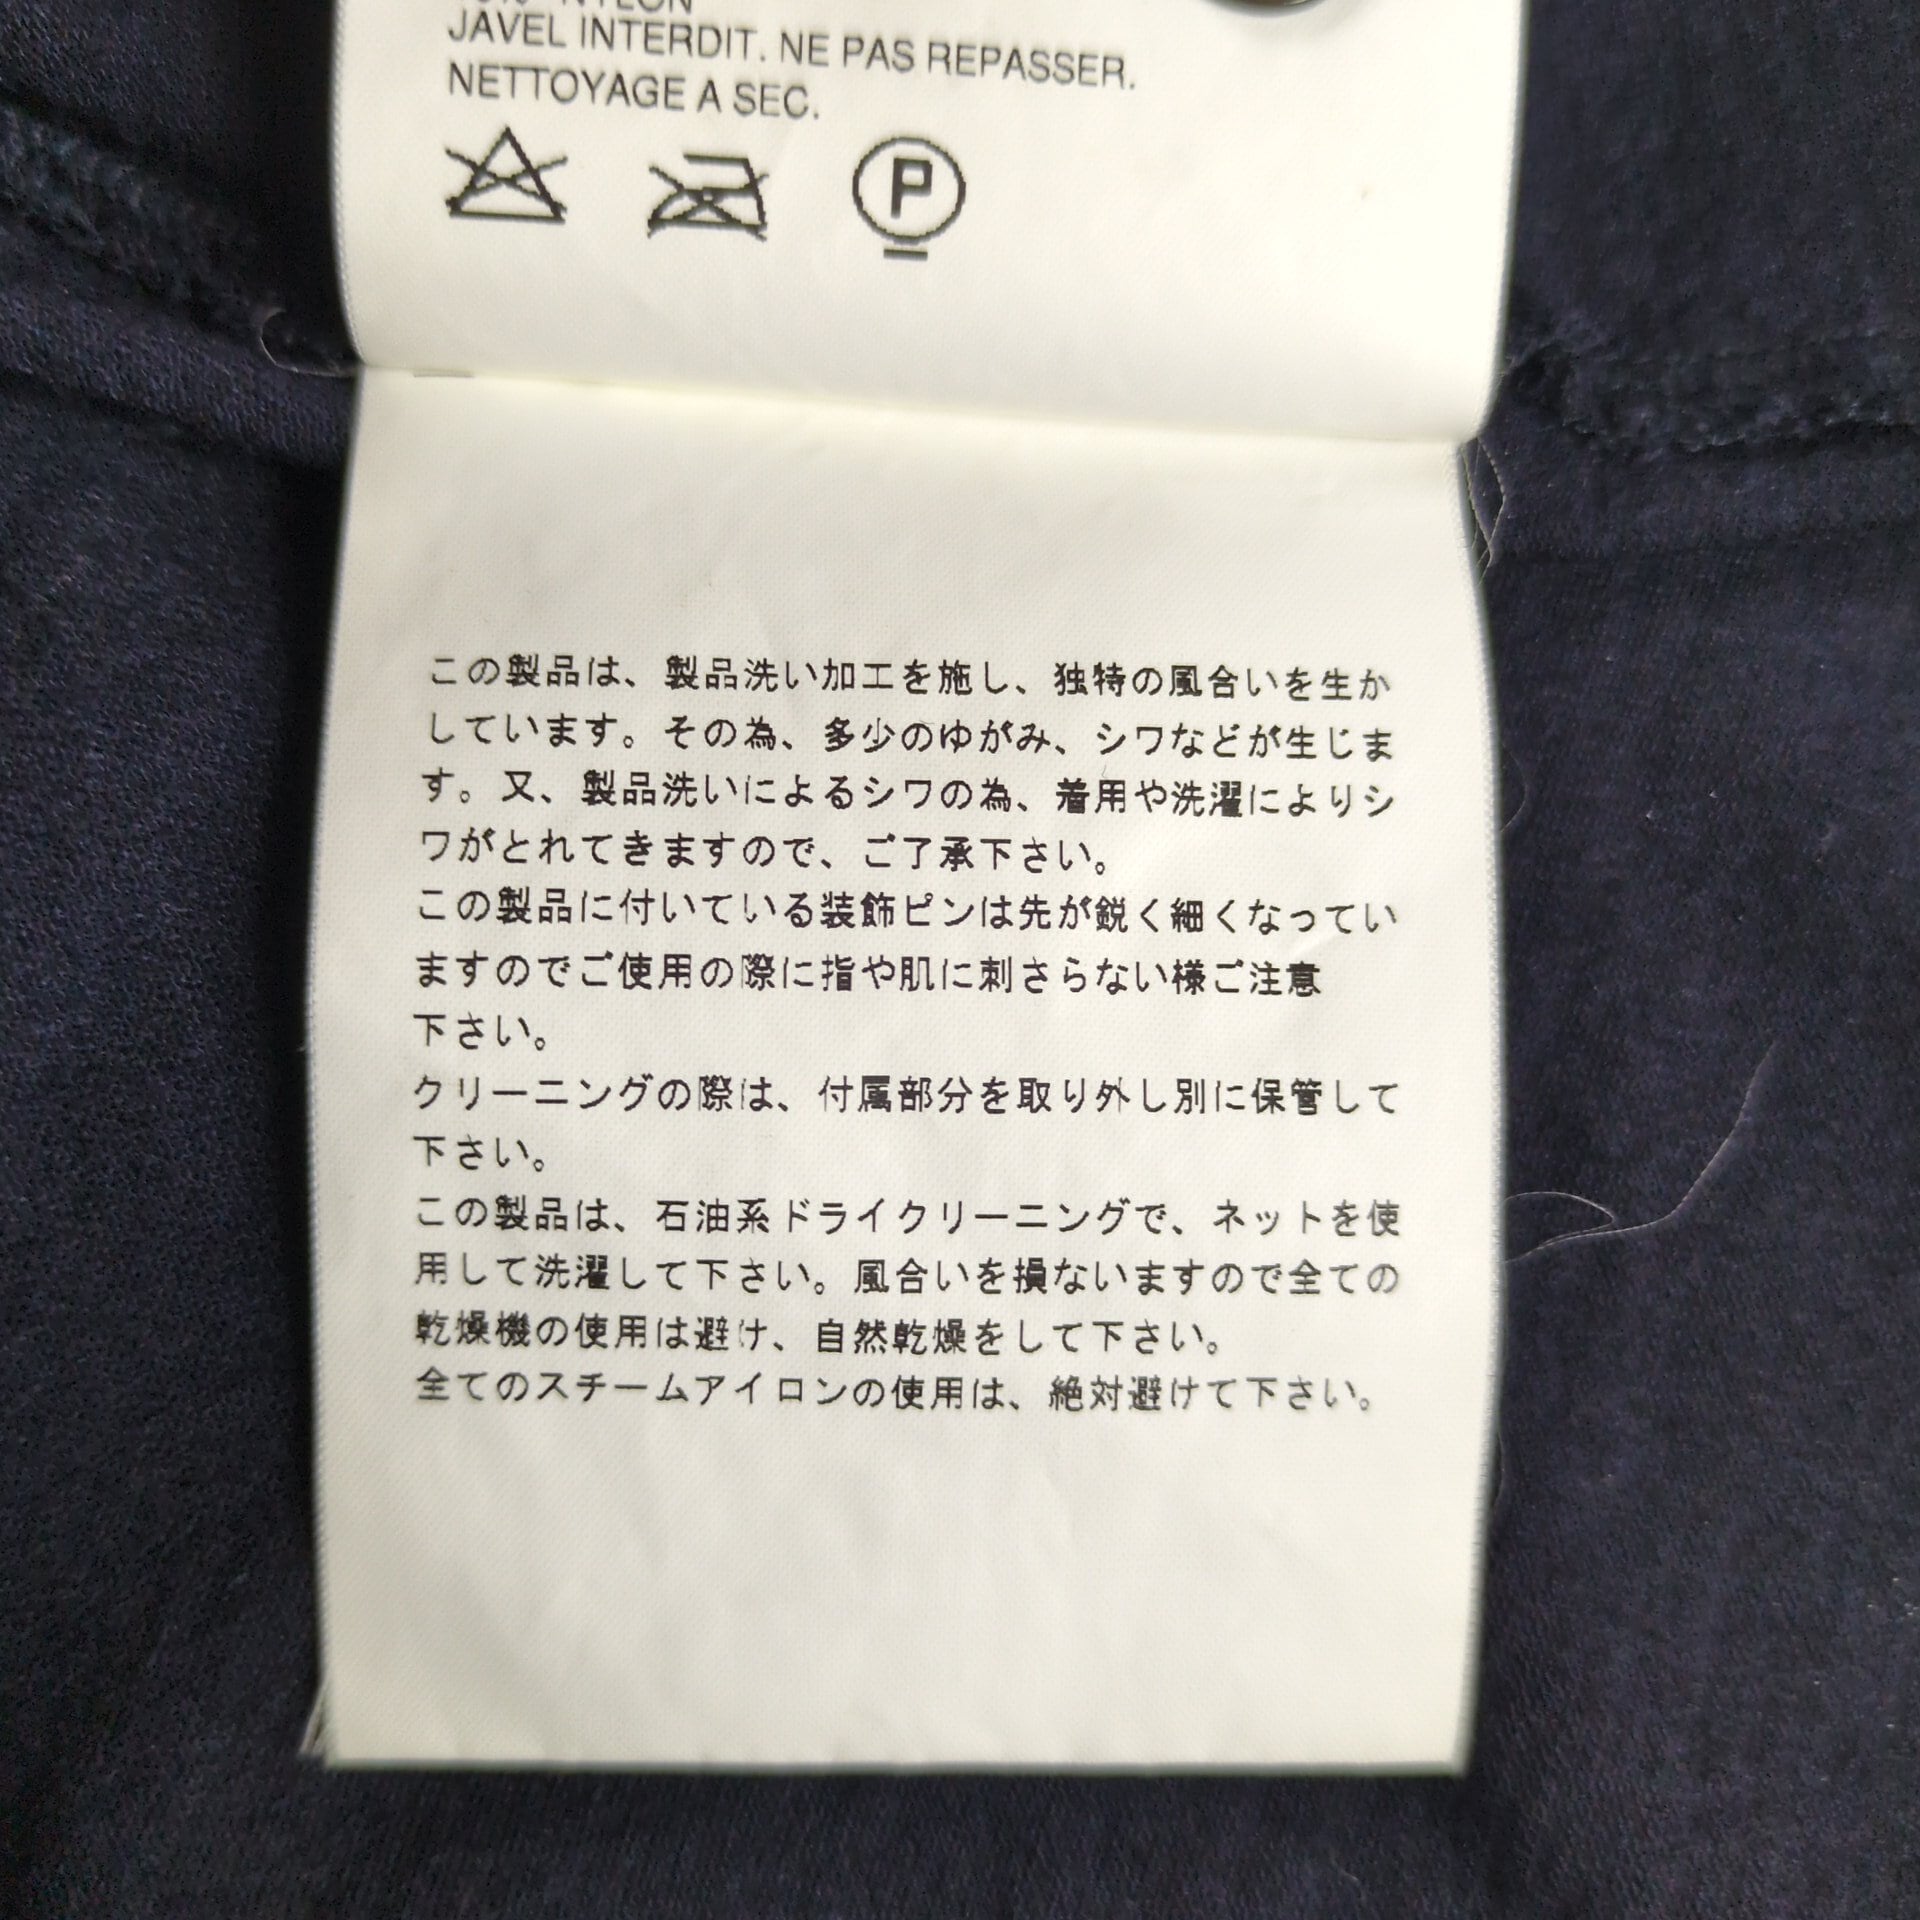 NYLON
JAVEL INTERDIT. NE PAS REPASSER.
NETTOYAGE A SEC.
P
この製品は、製品洗い加工を施し、独特の風合いを生か
しています。その為、多少のゆがみ、シワなどが生じま
す。又、製品洗いによるシワの為、着用や洗濯によりシ
ワがとれてきますので、ご了承下さい。
この製品に付いている装飾ピンは先が鋭く細くなってい
ますのでご使用の際に指や肌に刺さらない様ご注意
下さい。
クリーニングの際は、付属部分を取り外し別に保管して
下さい。
この製品は、石油系ドライクリーニングで、ネットを使
用して洗濯して下さい。風合いを損ないますので全ての
乾燥機の使用は避け、自然乾燥をして下さい。
全てのスチームアイロンの使用は、絶対避けて下さい。